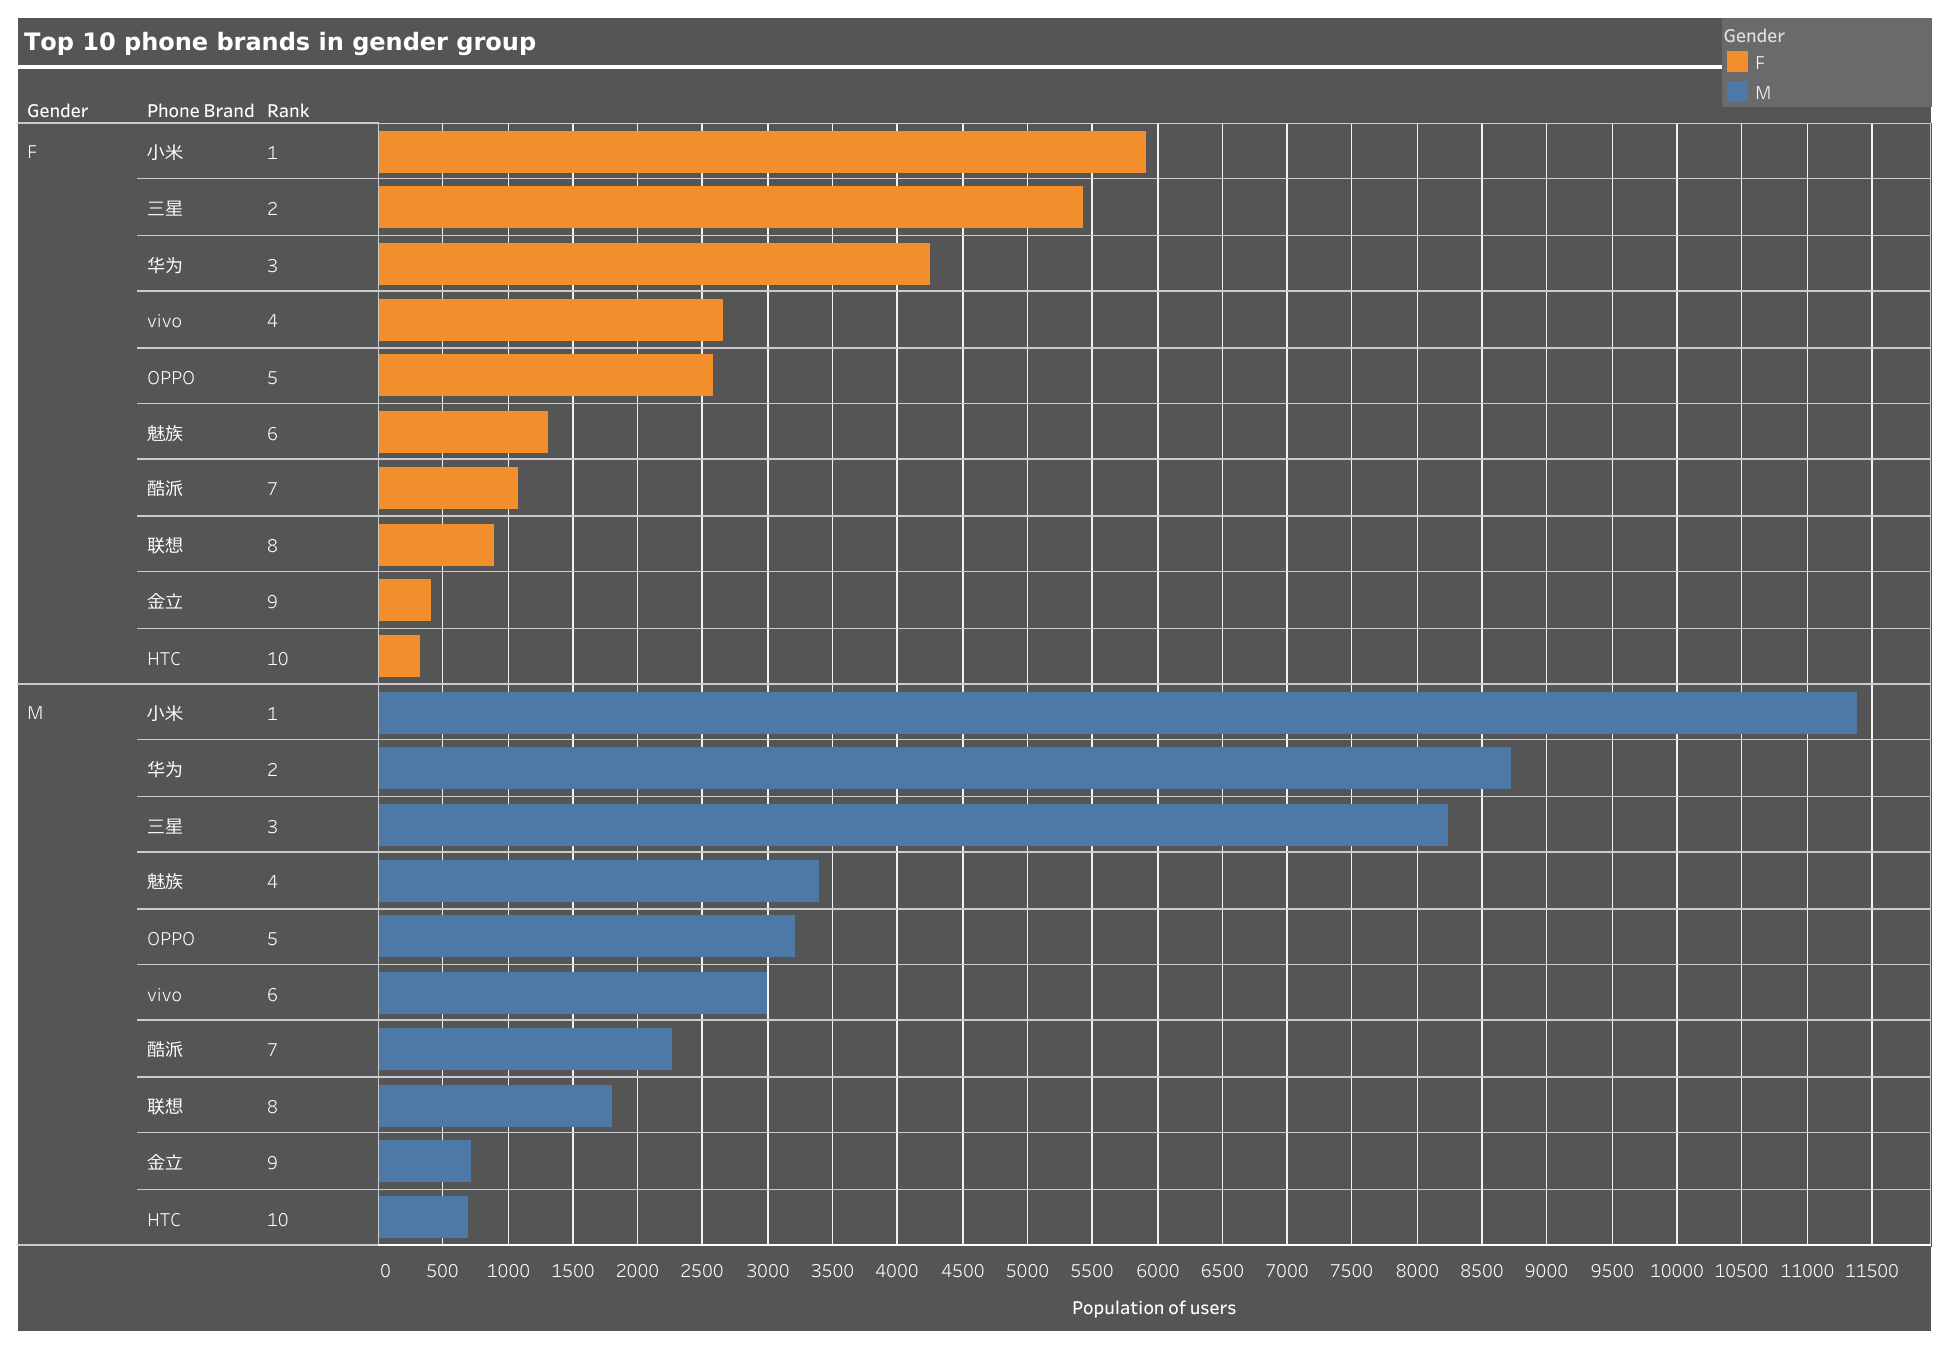 Top 10 phone brands in gender group
Gender
F
M
Gender Phone Brand Rank
F 小米 1
三星 2
华为 3
vivo 4
OPPO 5
魅族 6
酷派 7
联想 8
金立 9
HTC 10
M 小米 1
华为 2
三星 3
魅族 4
OPPO 5
vivo 6
酷派 7
联想 8
金立 9
HTC 10
0 500 1000 1500 2000 2500 3000 3500 4000 4500 5000 5500 6000 6500 7000 7500 8000 8500 9000 9500 10000 10500 11000 11500
Population of users